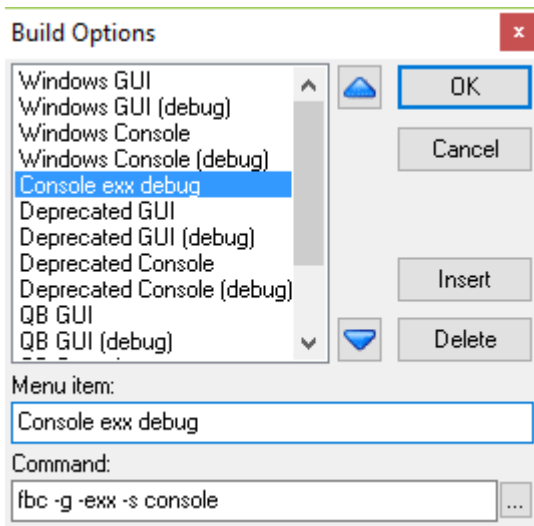 Build Options
x
Windows GUI
Windows GUI (debug)
Windows Console
Windows Console (debug)
Console exx debug
Deprecated GUI
Deprecated GUI (debug)
Deprecated Console
Deprecated Console (debug)
QB GUI
QB GUI (debug)
OK
Cancel
Insert
Delete
Menu item:
Console exx debug
Command:
fbc -g -exx -s console
...